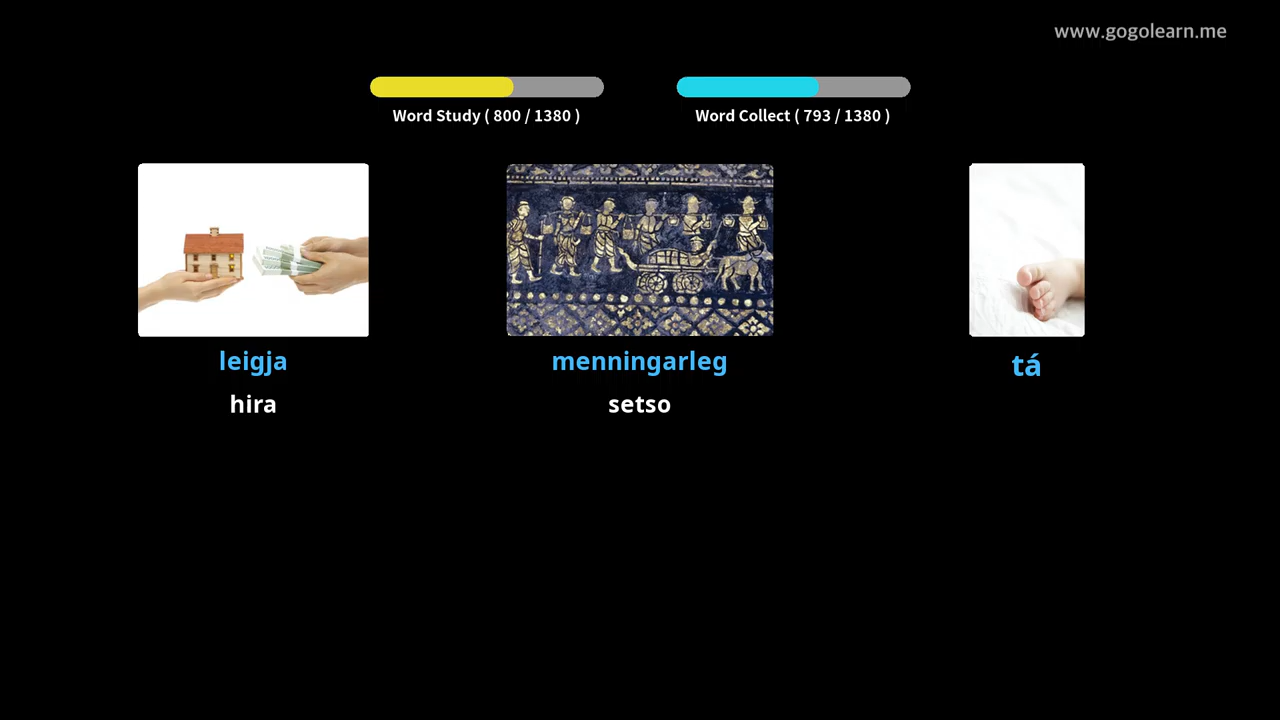 www.gogolearn.me
Word Study ( 800 / 1380 )
Word Collect ( 793 / 1380 )
leigja
menningarleg
tá
hira
setso